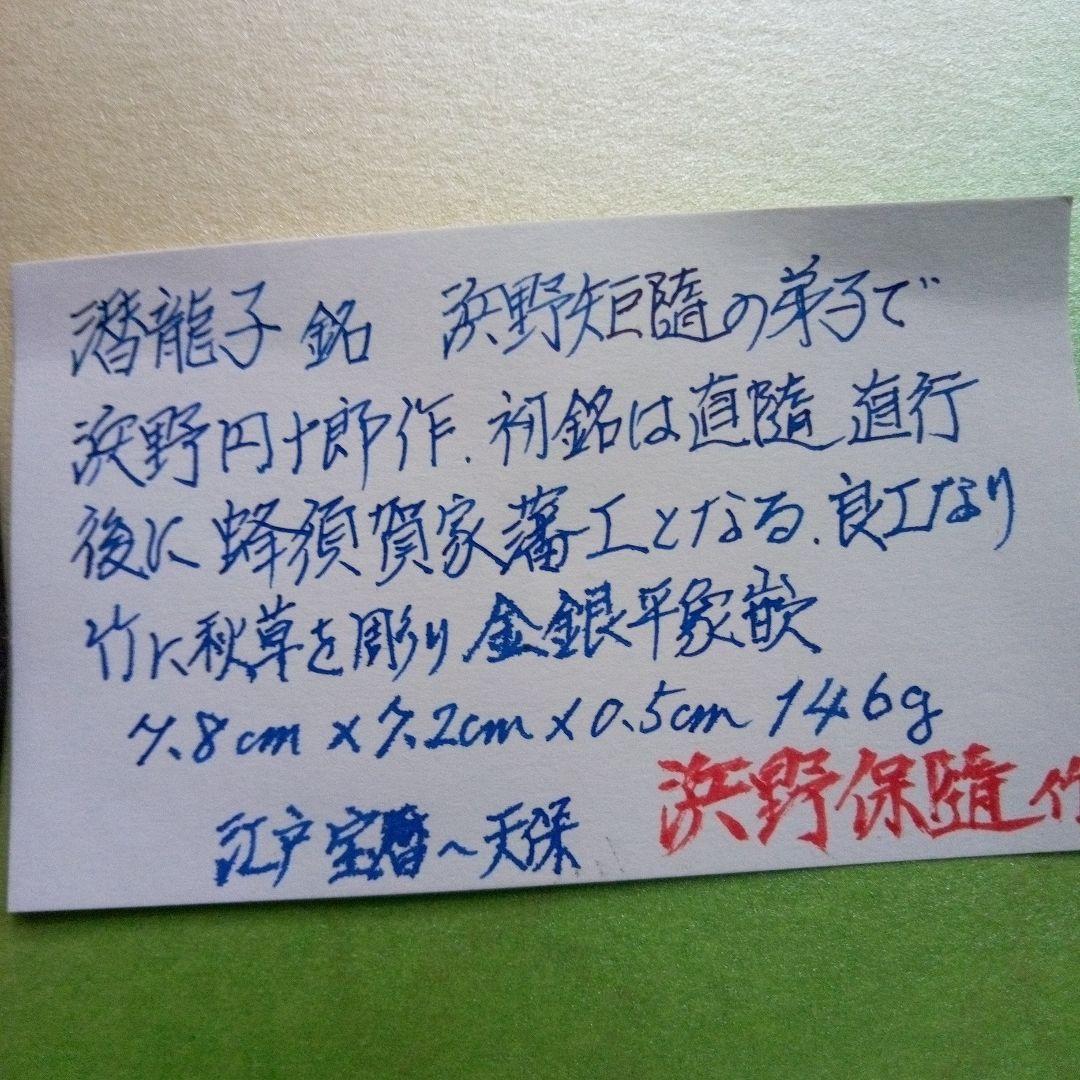 潜龍子 銘 浜野矩随の弟子で
浜野円十郎作.初銘は直随 直行
後に 蜂須賀家藩工となる.良工なり
竹に秋草を彫り 金銀平象嵌
7.8cm×7.2cm×0.5cm 146g
浜野保随作
江戸宝暦～天保